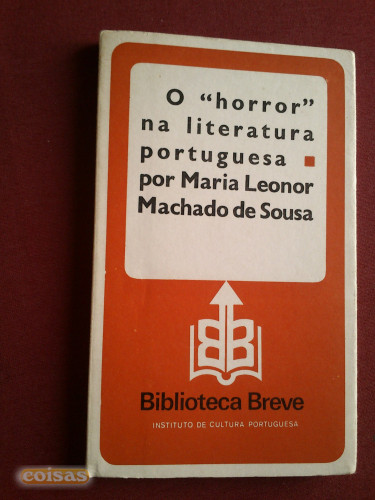 O “horror”
na literatura
portuguesa ■
por Maria Leonor
Machado de Sousa
BB
Biblioteca Breve
INSTITUTO DE CULTURA PORTUGUESA
coisas